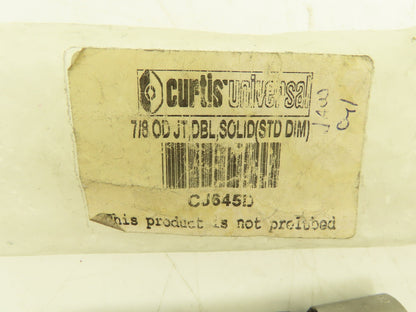 curtis universal
7/8 OD JT,DBL,SOLID(STD DIM)
CJ645D
This product is not prelubed